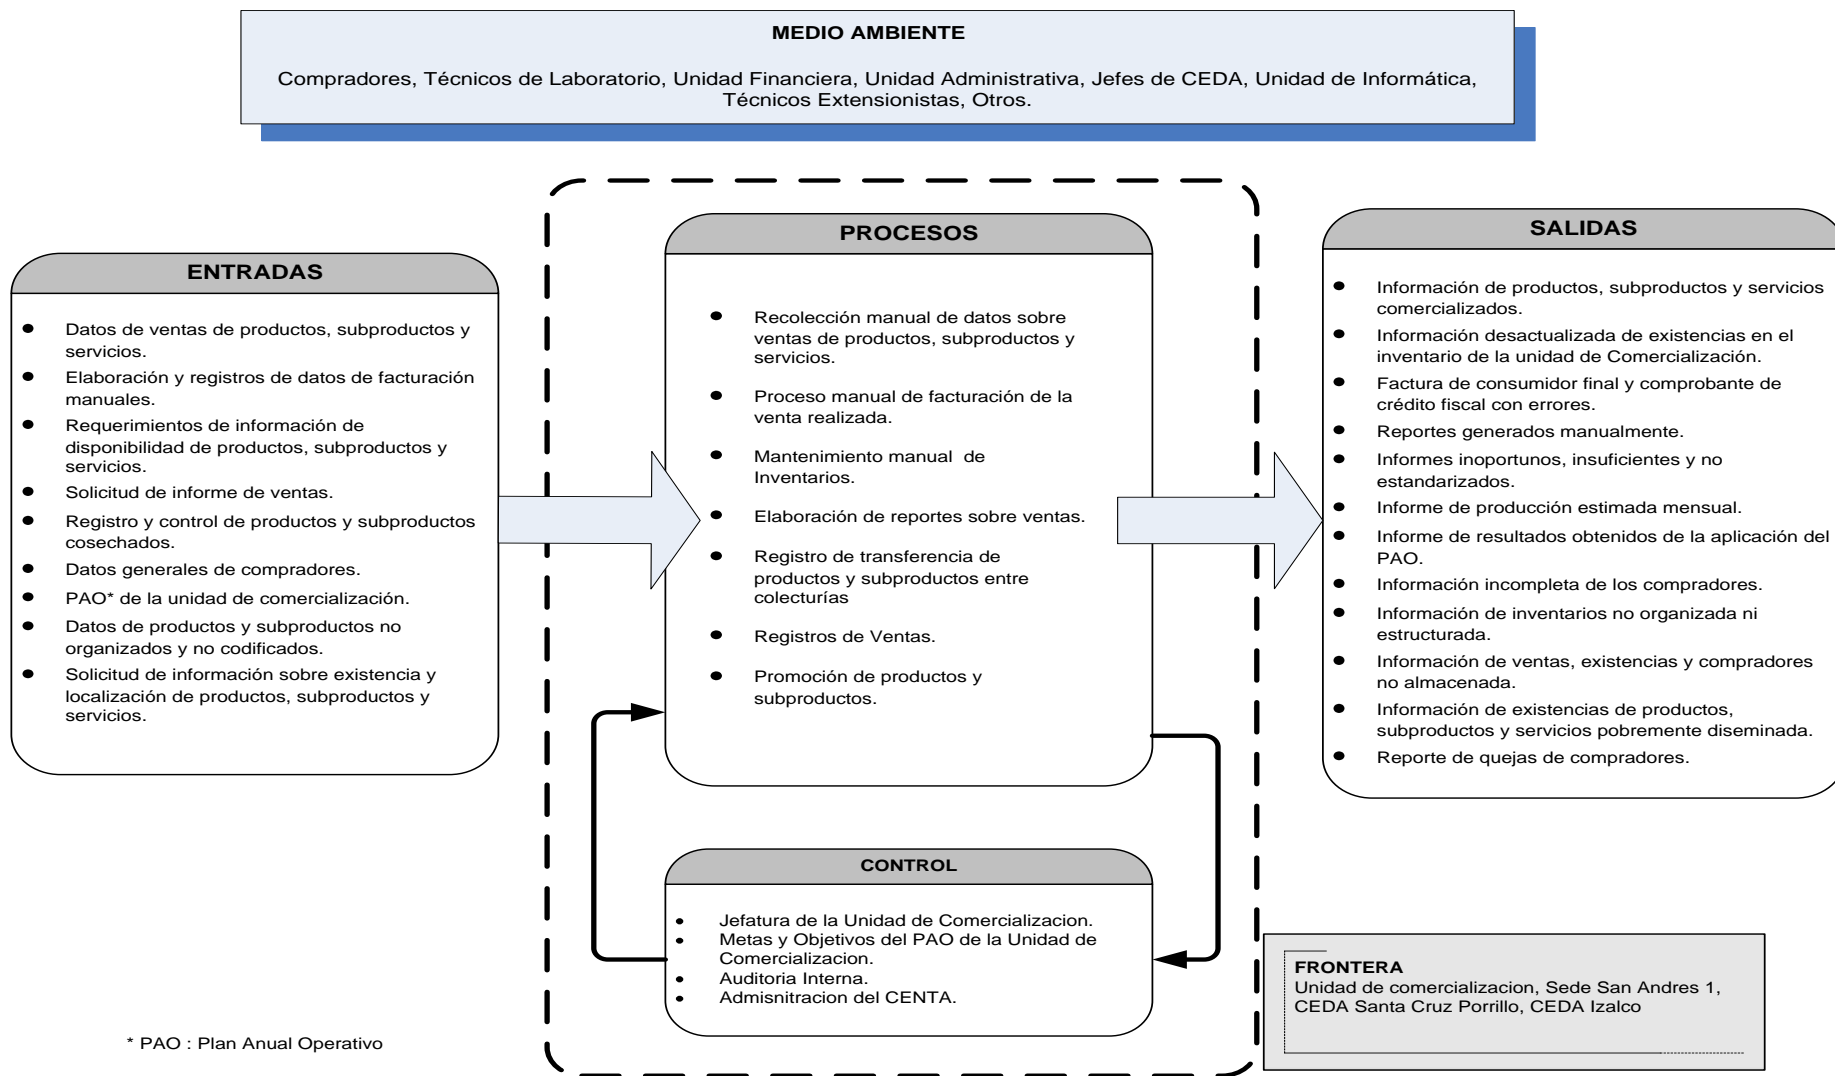 MEDIO AMBIENTE
Compradores, Técnicos de Laboratorio, Unidad Financiera, Unidad Administrativa, Jefes de CEDA, Unidad de Informática,
Técnicos Extensionistas, Otros.
ENTRADAS
● Datos de ventas de productos, subproductos y
servicios.
● Elaboración y registros de datos de facturación
manuales.
● Requerimientos de información de
disponibilidad de productos, subproductos y
servicios.
● Solicitud de informe de ventas.
● Registro y control de productos y subproductos
cosechados.
● Datos generales de compradores.
● PAO* de la unidad de comercialización.
● Datos de productos y subproductos no
organizados y no codificados.
● Solicitud de información sobre existencia y
localización de productos, subproductos y
servicios.
PROCESOS
● Recolección manual de datos sobre
ventas de productos, subproductos y
servicios.
● Proceso manual de facturación de la
venta realizada.
● Mantenimiento manual de
Inventarios.
● Elaboración de reportes sobre ventas.
● Registro de transferencia de
productos y subproductos entre
colecturías
● Registros de Ventas.
● Promoción de productos y
subproductos.
CONTROL
● Jefatura de la Unidad de Comercializacion.
● Metas y Objetivos del PAO de la Unidad de
Comercializacion.
● Auditoria Interna.
● Admisnitracion del CENTA.
SALIDAS
● Información de productos, subproductos y servicios
comercializados.
● Información desactualizada de existencias en el
inventario de la unidad de Comercialización.
● Factura de consumidor final y comprobante de
crédito fiscal con errores.
● Reportes generados manualmente.
● Informes inoportunos, insuficientes y no
estandarizados.
● Informe de producción estimada mensual.
● Informe de resultados obtenidos de la aplicación del
PAO.
● Información incompleta de los compradores.
● Información de inventarios no organizada ni
estructurada.
● Información de ventas, existencias y compradores
no almacenada.
● Información de existencias de productos,
subproductos y servicios pobremente diseminada.
● Reporte de quejas de compradores.
FRONTERA
Unidad de comercializacion, Sede San Andres 1,
CEDA Santa Cruz Porrillo, CEDA Izalco
* PAO : Plan Anual Operativo